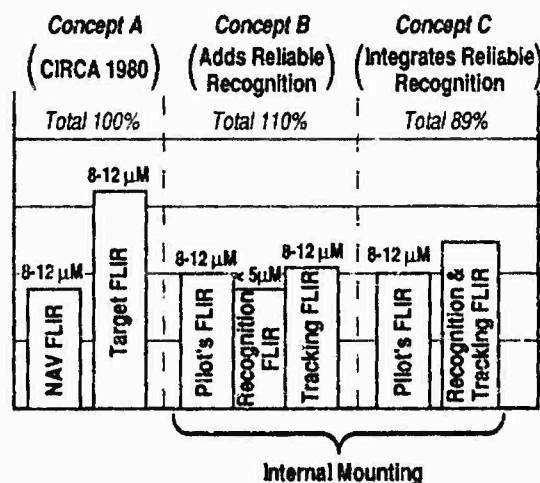 Concept A
(CIRCA 1980)
Total 100%
Concept B
(Adds Reliable
Recognition)
Total 110%
Concept C
(Integrates Reliable)
Recognition
Total 89%
8-12 µM
NAV FLIR
8-12 µM
Target FLIR
8-12 µM
Pilot's FLIR
< 5µM
Recognition
FLIR
8-12 µM
Tracking FLIR
8-12 µM
Pilot's FLIR
Recognition &
Tracking FLIR
Internal Mounting